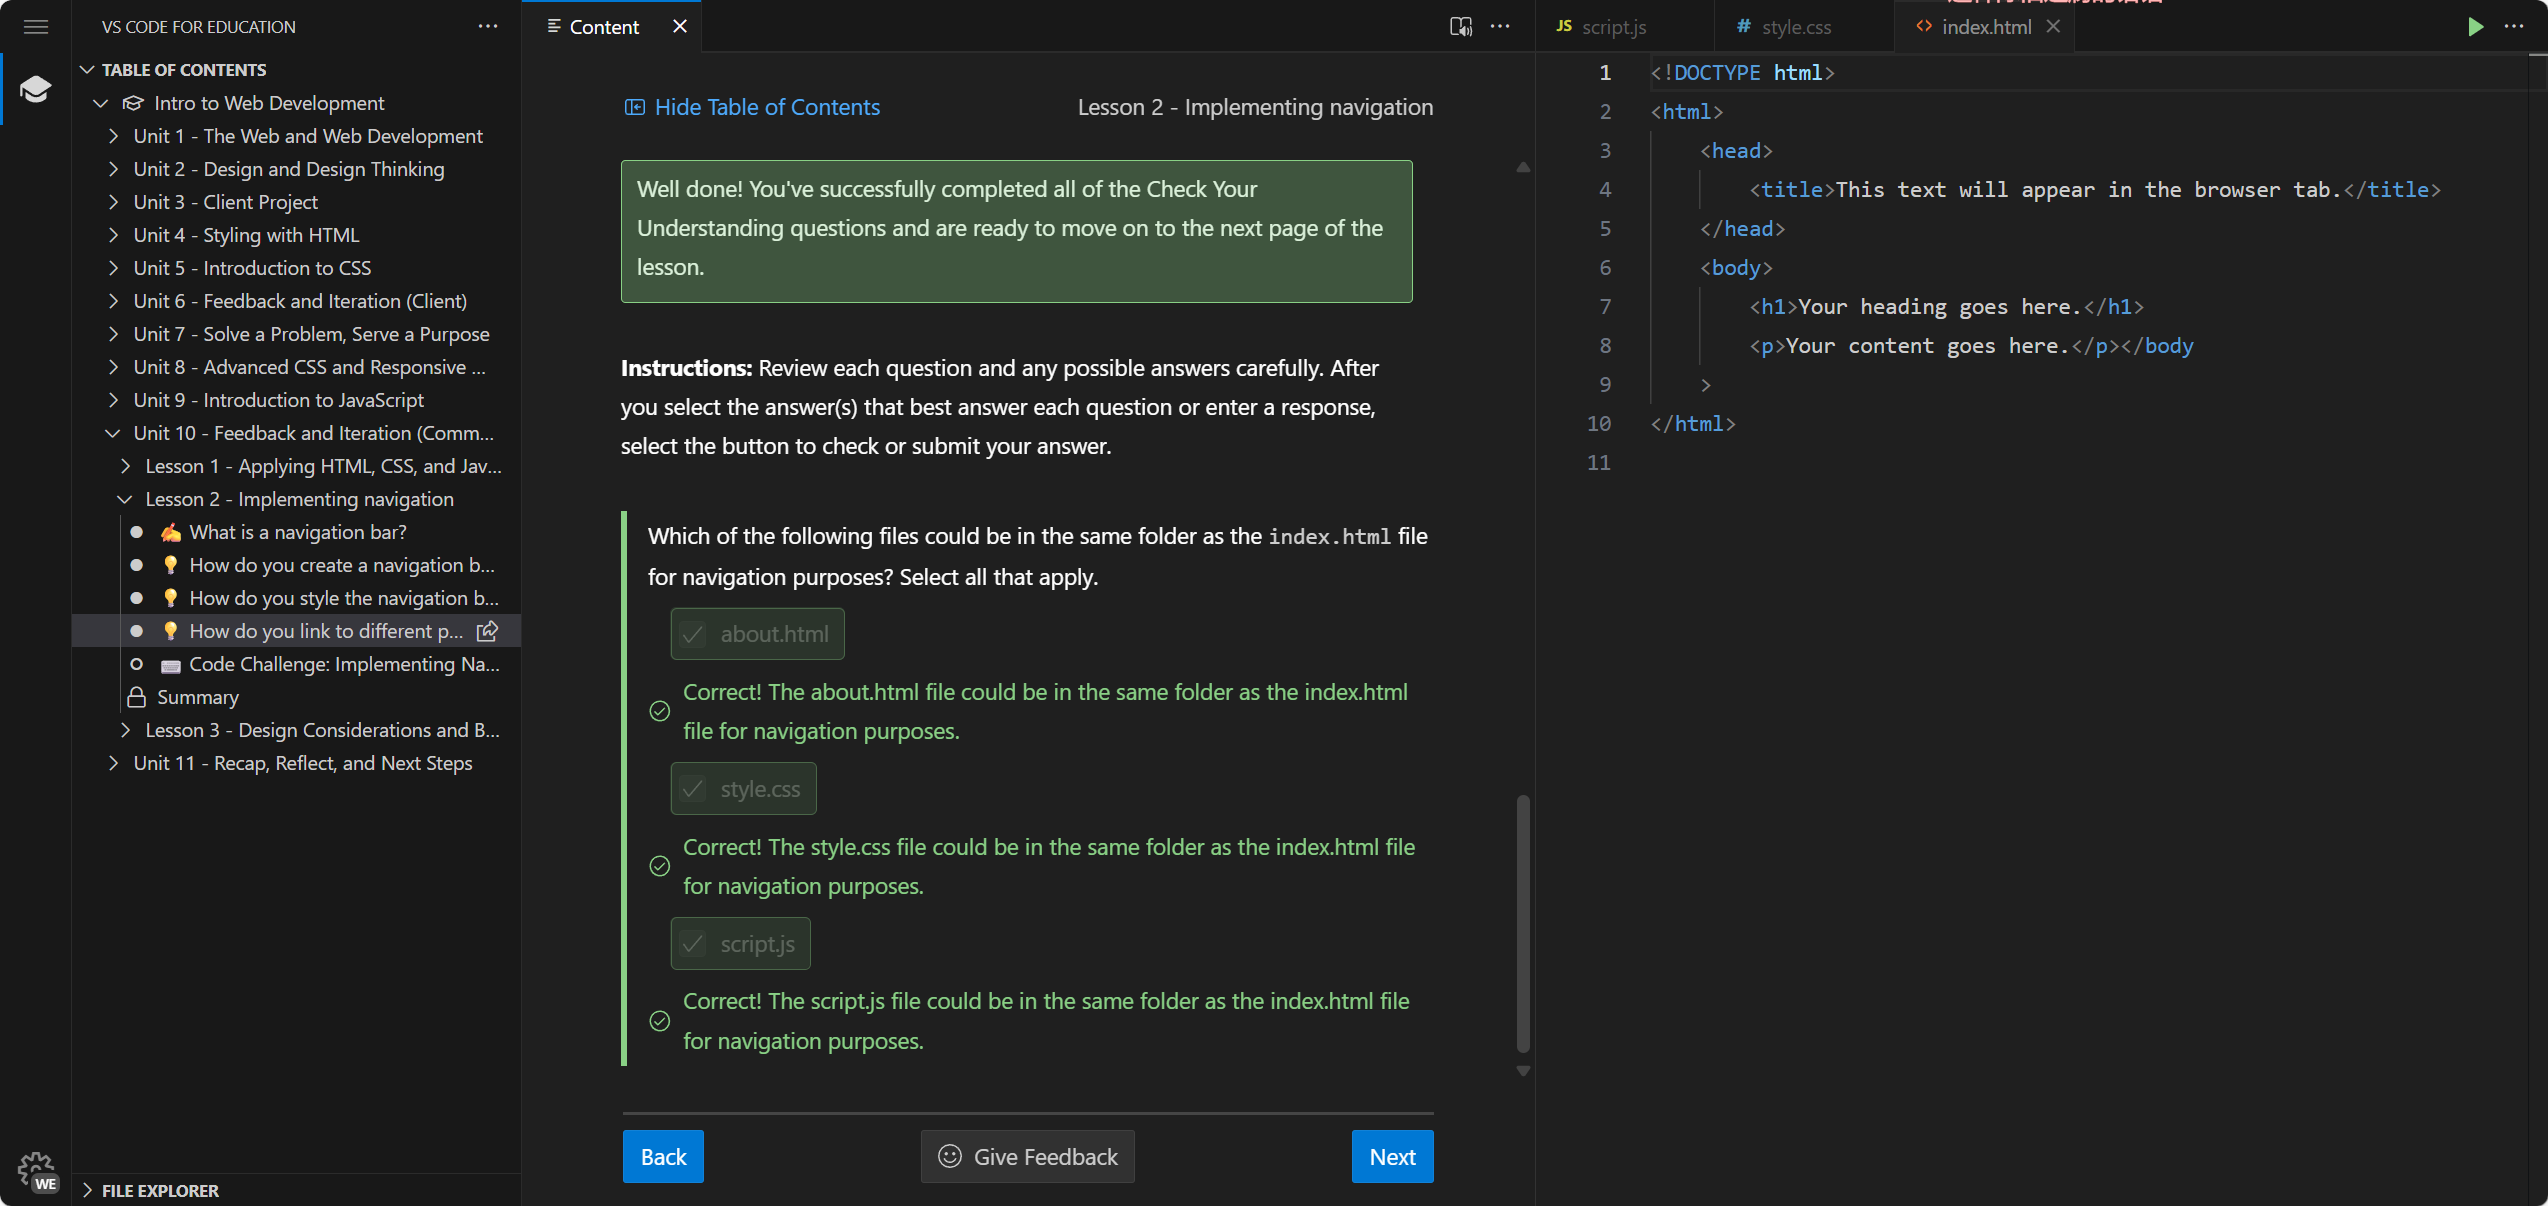 VS CODE FOR EDUCATION
TABLE OF CONTENTS
Intro to Web Development
Unit 1 - The Web and Web Development
Unit 2 - Design and Design Thinking
Unit 3 - Client Project
Unit 4 - Styling with HTML
Unit 5 - Introduction to CSS
Unit 6 - Feedback and Iteration (Client)
Unit 7 - Solve a Problem, Serve a Purpose
Unit 8 - Advanced CSS and Responsive ...
Unit 9 - Introduction to JavaScript
Unit 10 - Feedback and Iteration (Comm...
Lesson 1 - Applying HTML, CSS, and Jav...
Lesson 2 - Implementing navigation
✍ What is a navigation bar?
💡 How do you create a navigation b...
💡 How do you style the navigation b...
💡 How do you link to different p...
⌨ Code Challenge: Implementing Na...
Summary
Lesson 3 - Design Considerations and B...
Unit 11 - Recap, Reflect, and Next Steps
WE
FILE EXPLORER
Content
Hide Table of Contents
Lesson 2 - Implementing navigation
Well done! You've successfully completed all of the Check Your
Understanding questions and are ready to move on to the next page of the
lesson.
Instructions: Review each question and any possible answers carefully. After
you select the answer(s) that best answer each question or enter a response,
select the button to check or submit your answer.
Which of the following files could be in the same folder as the index.html file
for navigation purposes? Select all that apply.
about.html
Correct! The about.html file could be in the same folder as the index.html
file for navigation purposes.
style.css
Correct! The style.css file could be in the same folder as the index.html file
for navigation purposes.
script.js
Correct! The script.js file could be in the same folder as the index.html file
for navigation purposes.
Back
Give Feedback
Next
JS script.js
# style.css
<> index.html
1 <!DOCTYPE html>
2 <html>
3 <head>
4 <title>This text will appear in the browser tab.</title>
5 </head>
6 <body>
7 <h1>Your heading goes here.</h1>
8 <p>Your content goes here.</p></body
9 >
10 </html>
11